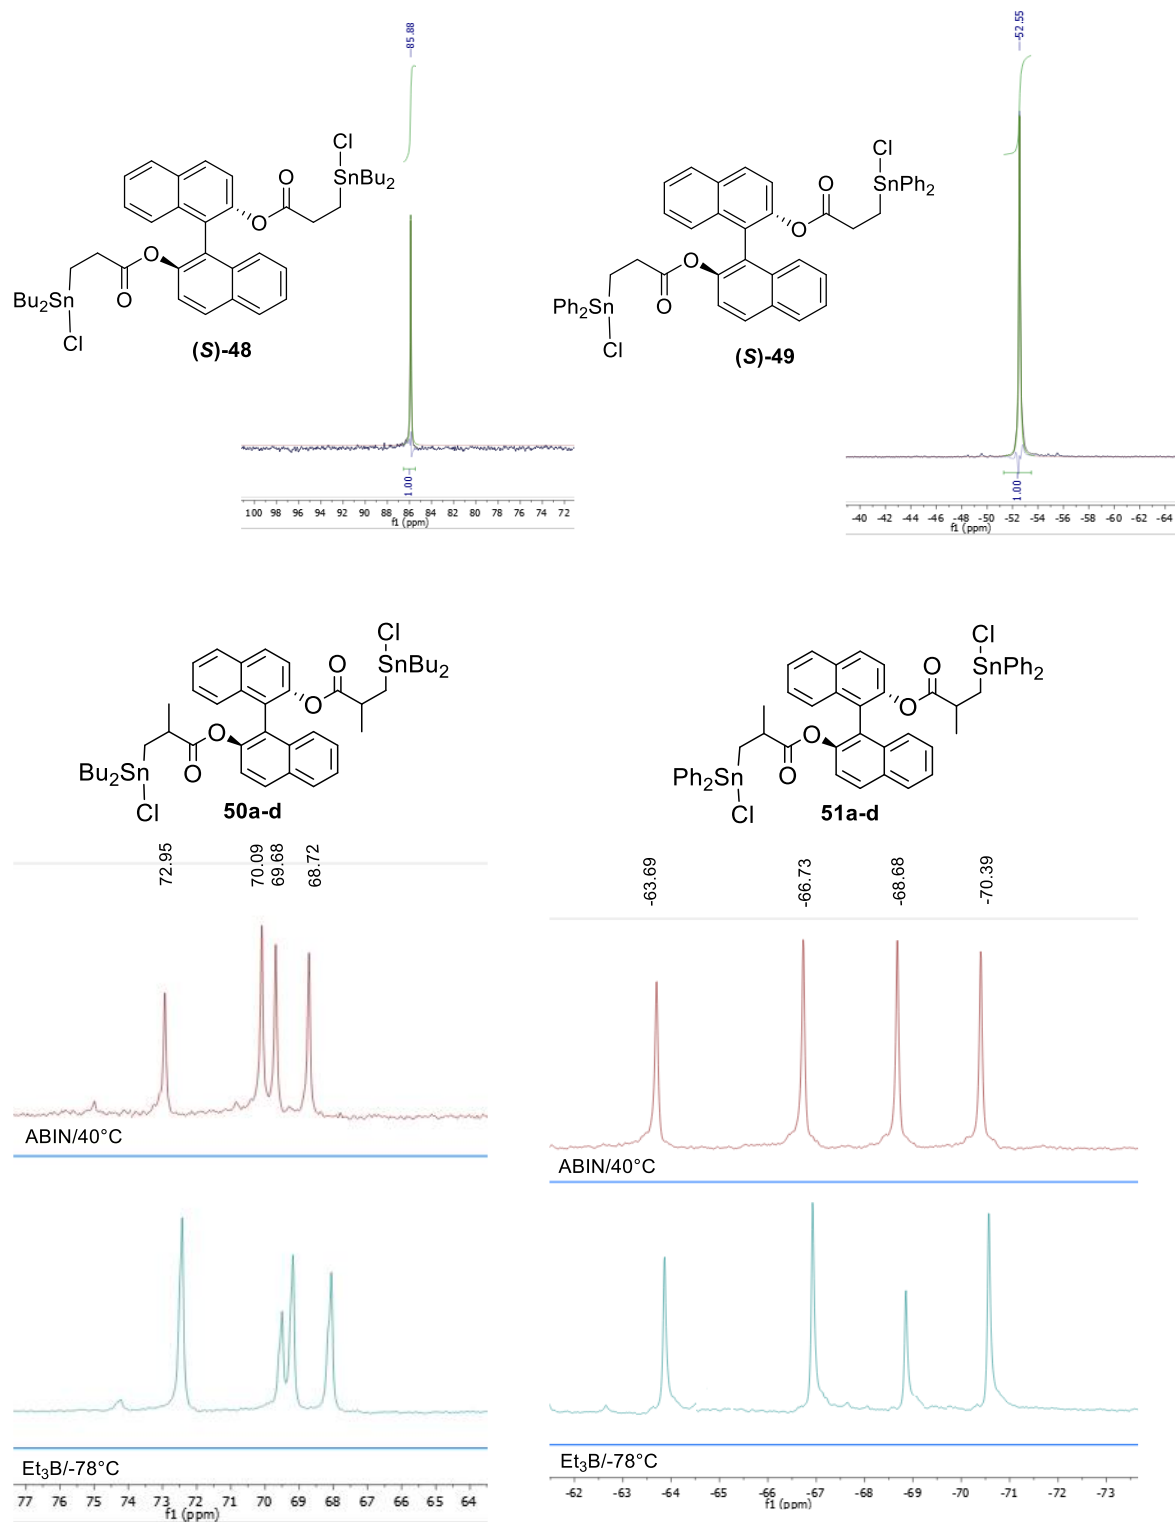 —85.88
—52.55
Cl
SnBu2
O
O
O
O
Bu2Sn
Cl
(S)-48
Cl
SnPh2
O
O
O
O
Ph2Sn
Cl
(S)-49
1.00
100 98 96 94 92 90 88 86 84 82 80 78 76 74 72
f1 (ppm)
1.00
-40 -42 -44 -46 -48 -50 -52 -54 -56 -58 -60 -62 -64
f1 (ppm)
Cl
SnBu2
O
O
O
O
Bu2Sn
Cl
50a-d
Cl
SnPh2
O
O
O
O
Ph2Sn
Cl
51a-d
72.95 70.09 69.68 68.72
-63.69 -66.73 -68.68 -70.39
ABIN/40°C
ABIN/40°C
Et3B/-78°C
Et3B/-78°C
77 76 75 74 73 72 71 70 69 68 67 66 65 64
f1 (ppm)
-62 -63 -64 -65 -66 -67 -68 -69 -70 -71 -72 -73
f1 (ppm)